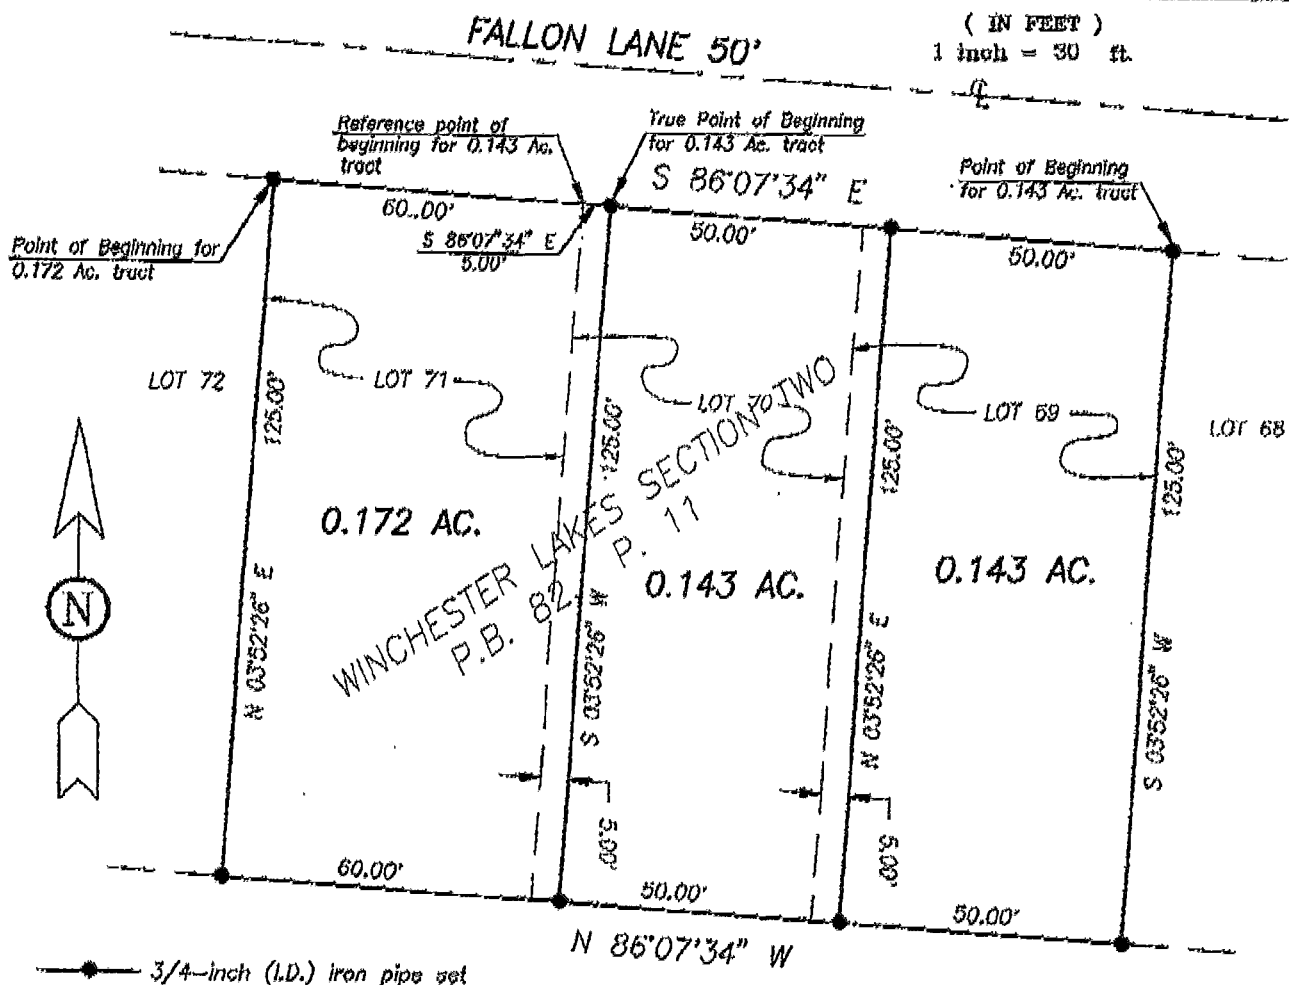 FALLON LANE 50'
( IN FEET )
1 inch = 30 ft.
Reference point of
beginning for 0.143 Ac.
tract
True Point of Beginning
for 0.143 Ac. tract
S 86°07'34" E
Point of Beginning
for 0.143 Ac. tract
Point of Beginning for
0.172 Ac. tract
60.00'
S 86°07'34" E
5.00'
50.00'
50.00'
LOT 72
LOT 71
LOT 70
LOT 69
LOT 68
125.00'
125.00'
125.00'
125.00'
WINCHESTER LAKES SECTION TWO
P.B. 82, P. 11
0.172 AC.
0.143 AC.
0.143 AC.
N
N 03°52'26" E
S 03°52'26" W
N 03°52'26" E
S 03°52'26" W
5.00'
5.00'
60.00'
50.00'
50.00'
N 86°07'34" W
3/4-inch (I.D.) iron pipe set